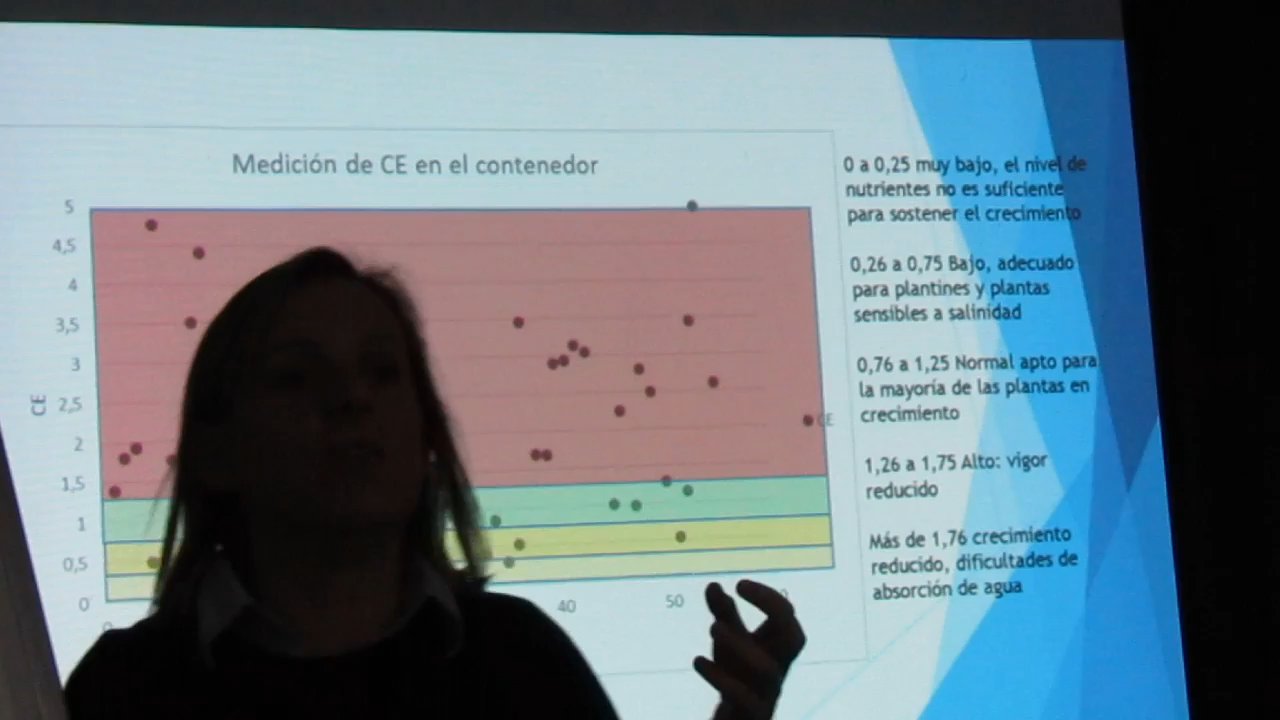 Medición de CE en el contenedor
5
4,5
4
3,5
3
2,5
2
1,5
1
0,5
0
CE
40
50
CE
0 a 0,25 muy bajo, el nivel de
nutrientes no es suficiente
para sostener el crecimiento
0,26 a 0,75 Bajo, adecuado
para plantines y plantas
sensibles a salinidad
0,76 a 1,25 Normal apto para
la mayoría de las plantas en
crecimiento
1,26 a 1,75 Alto: vigor
reducido
Más de 1,76 crecimiento
reducido, dificultades de
absorción de agua